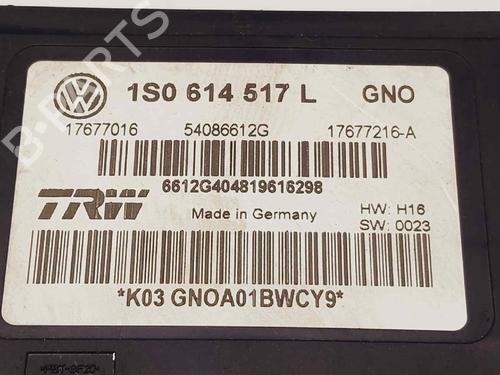 1S0 614 517 L GNO
17677016 54086612G 17677216-A
6612G404819616298
TRW
Made in Germany
HW: H16
SW: 0023
*K03 GNOA01BWCY9*
B-PARTS